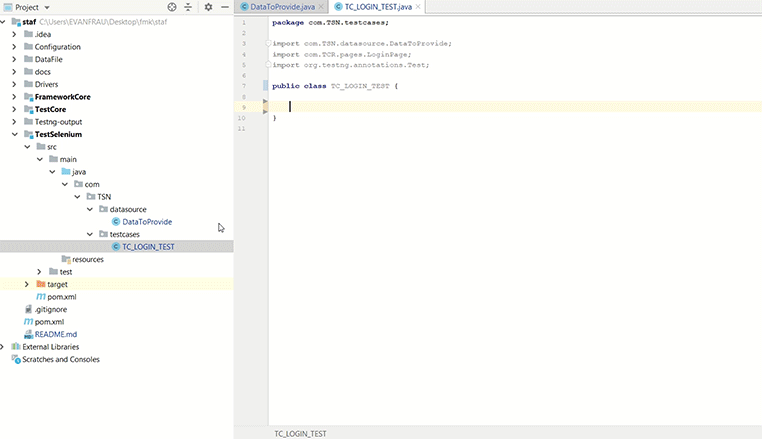 Project
staf C:\Users\EVANFRAU\Desktop\fmk\staf
.idea
Configuration
DataFile
docs
Drivers
FrameworkCore
TestCore
Testng-output
TestSelenium
src
main
java
com
TSN
datasource
DataToProvide
testcases
TC_LOGIN_TEST
resources
test
target
pom.xml
.gitignore
pom.xml
README.md
External Libraries
Scratches and Consoles
DataToProvide.java
TC_LOGIN_TEST.java
1 package com.TSN.testcases;
2
3 import com.TSN.datasource.DataToProvide;
4 import com.TCR.pages.LoginPage;
5 import org.testng.annotations.Test;
6
7 public class TC_LOGIN_TEST {
8
9
10 }
11
TC_LOGIN_TEST